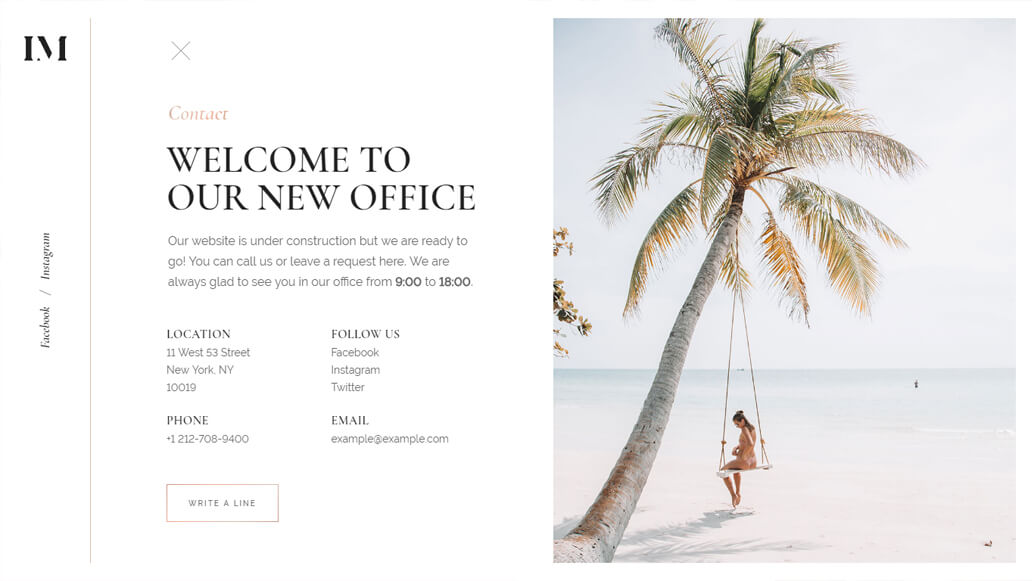 IM
Contact
WELCOME TO
OUR NEW OFFICE
Our website is under construction but we are ready to
go! You can call us or leave a request here. We are
always glad to see you in our office from 9:00 to 18:00.
Facebook / Instagram
LOCATION
11 West 53 Street
New York, NY
10019
FOLLOW US
Facebook
Instagram
Twitter
PHONE
+1 212-708-9400
EMAIL
example@example.com
WRITE A LINE